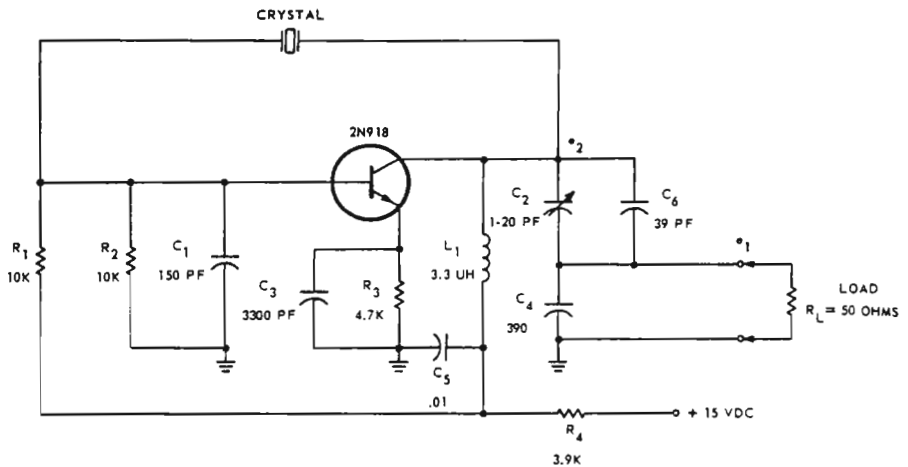 CRYSTAL
2N918
e2
C2
1-20 PF
C6
39 PF
R1
10K
R2
10K
C1
150 PF
L1
3.3 UH
e1
C3
3300 PF
R3
4.7K
C4
390
LOAD
RL = 50 OHMS
C5
.01
+ 15 VDC
R4
3.9K